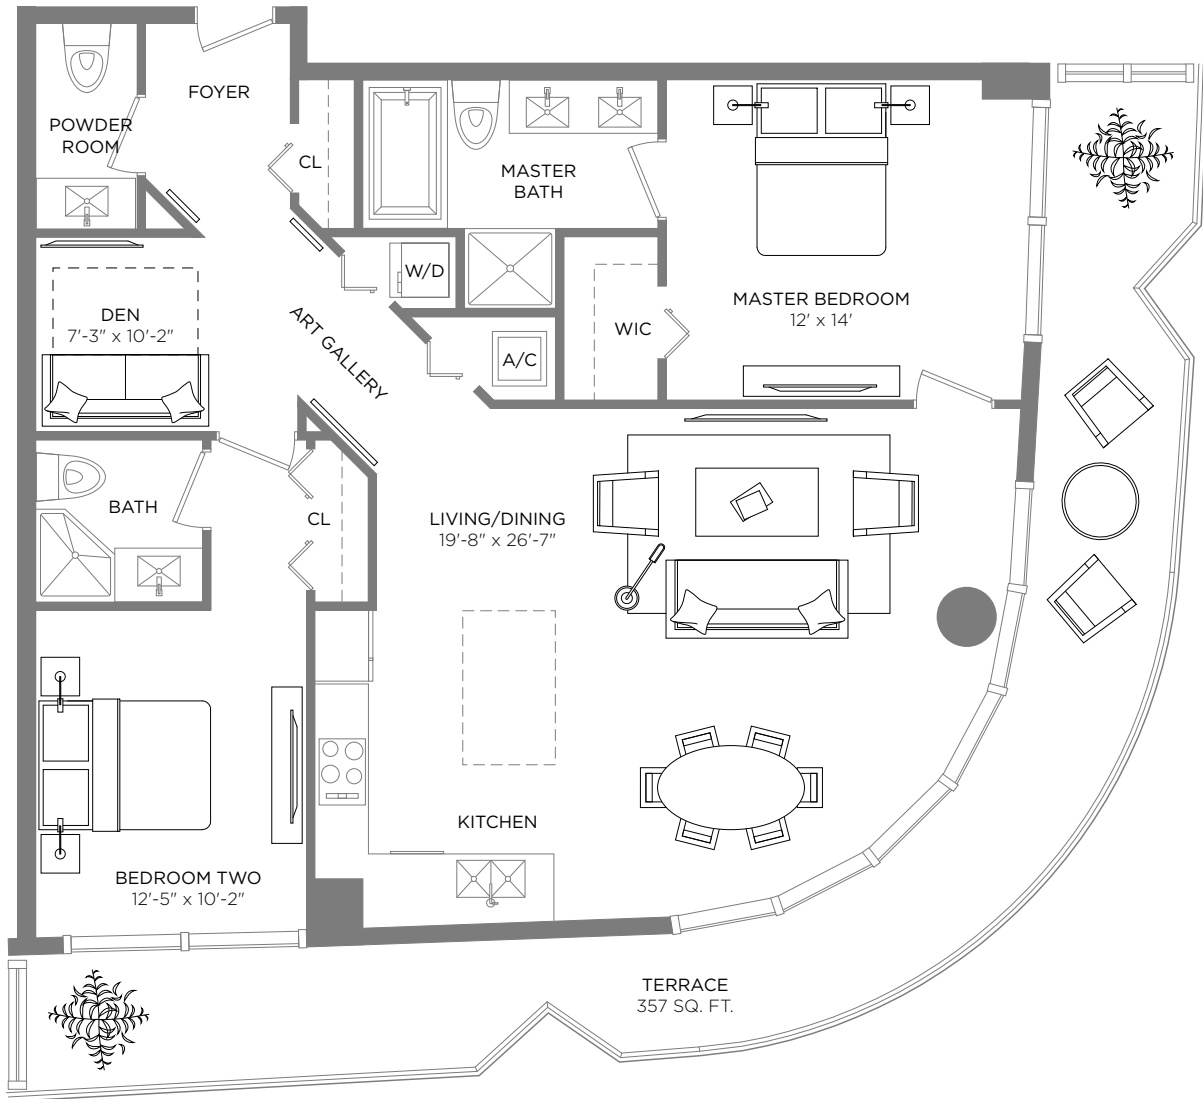 FOYER
POWDER
ROOM
CL
MASTER
BATH
W/D
DEN
7'-3" x 10'-2"
ART GALLERY
A/C
WIC
MASTER BEDROOM
12' x 14'
BATH
CL
LIVING/DINING
19'-8" x 26'-7"
KITCHEN
BEDROOM TWO
12'-5" x 10'-2"
TERRACE
357 SQ. FT.